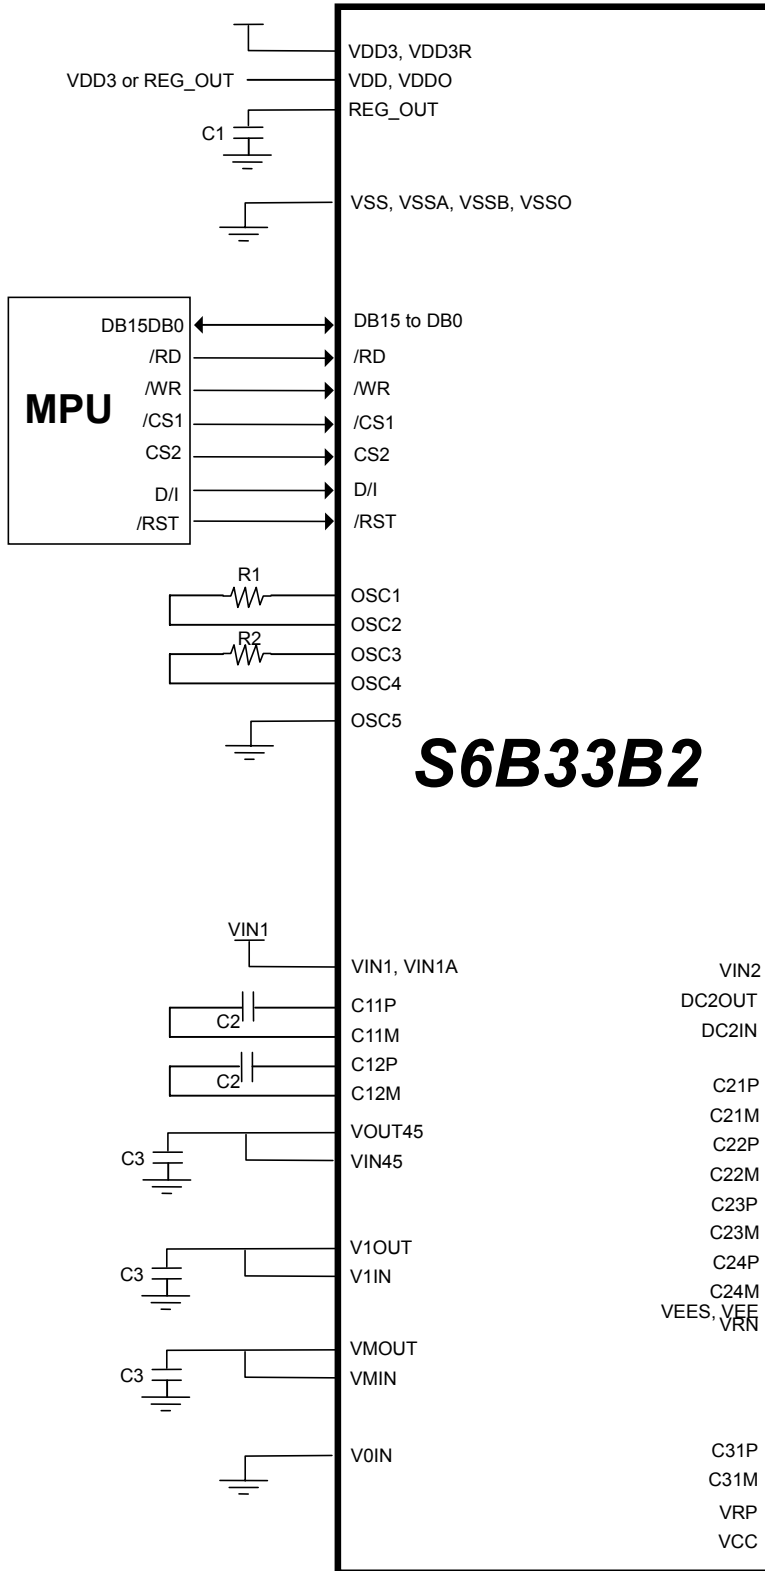 VDD3, VDD3R
VDD3 or REG_OUT VDD, VDDO
REG_OUT
C1
VSS, VSSA, VSSB, VSSO
DB15DB0 DB15 to DB0
/RD /RD
/WR /WR
MPU
/CS1 /CS1
CS2 CS2
D/I D/I
/RST /RST
R1
OSC1
OSC2
R2
OSC3
OSC4
OSC5
S6B33B2
VIN1
VIN1, VIN1A VIN2
C11P DC2OUT
C2
C11M DC2IN
C12P
C2 C21P
C12M
C21M
VOUT45
C22P
C3 VIN45
C22M
C23P
C23M
V1OUT
C24P
C3 V1IN
C24M
VEES, VEE
VRN
VMOUT
C3 VMIN
V0IN C31P
C31M
VRP
VCC